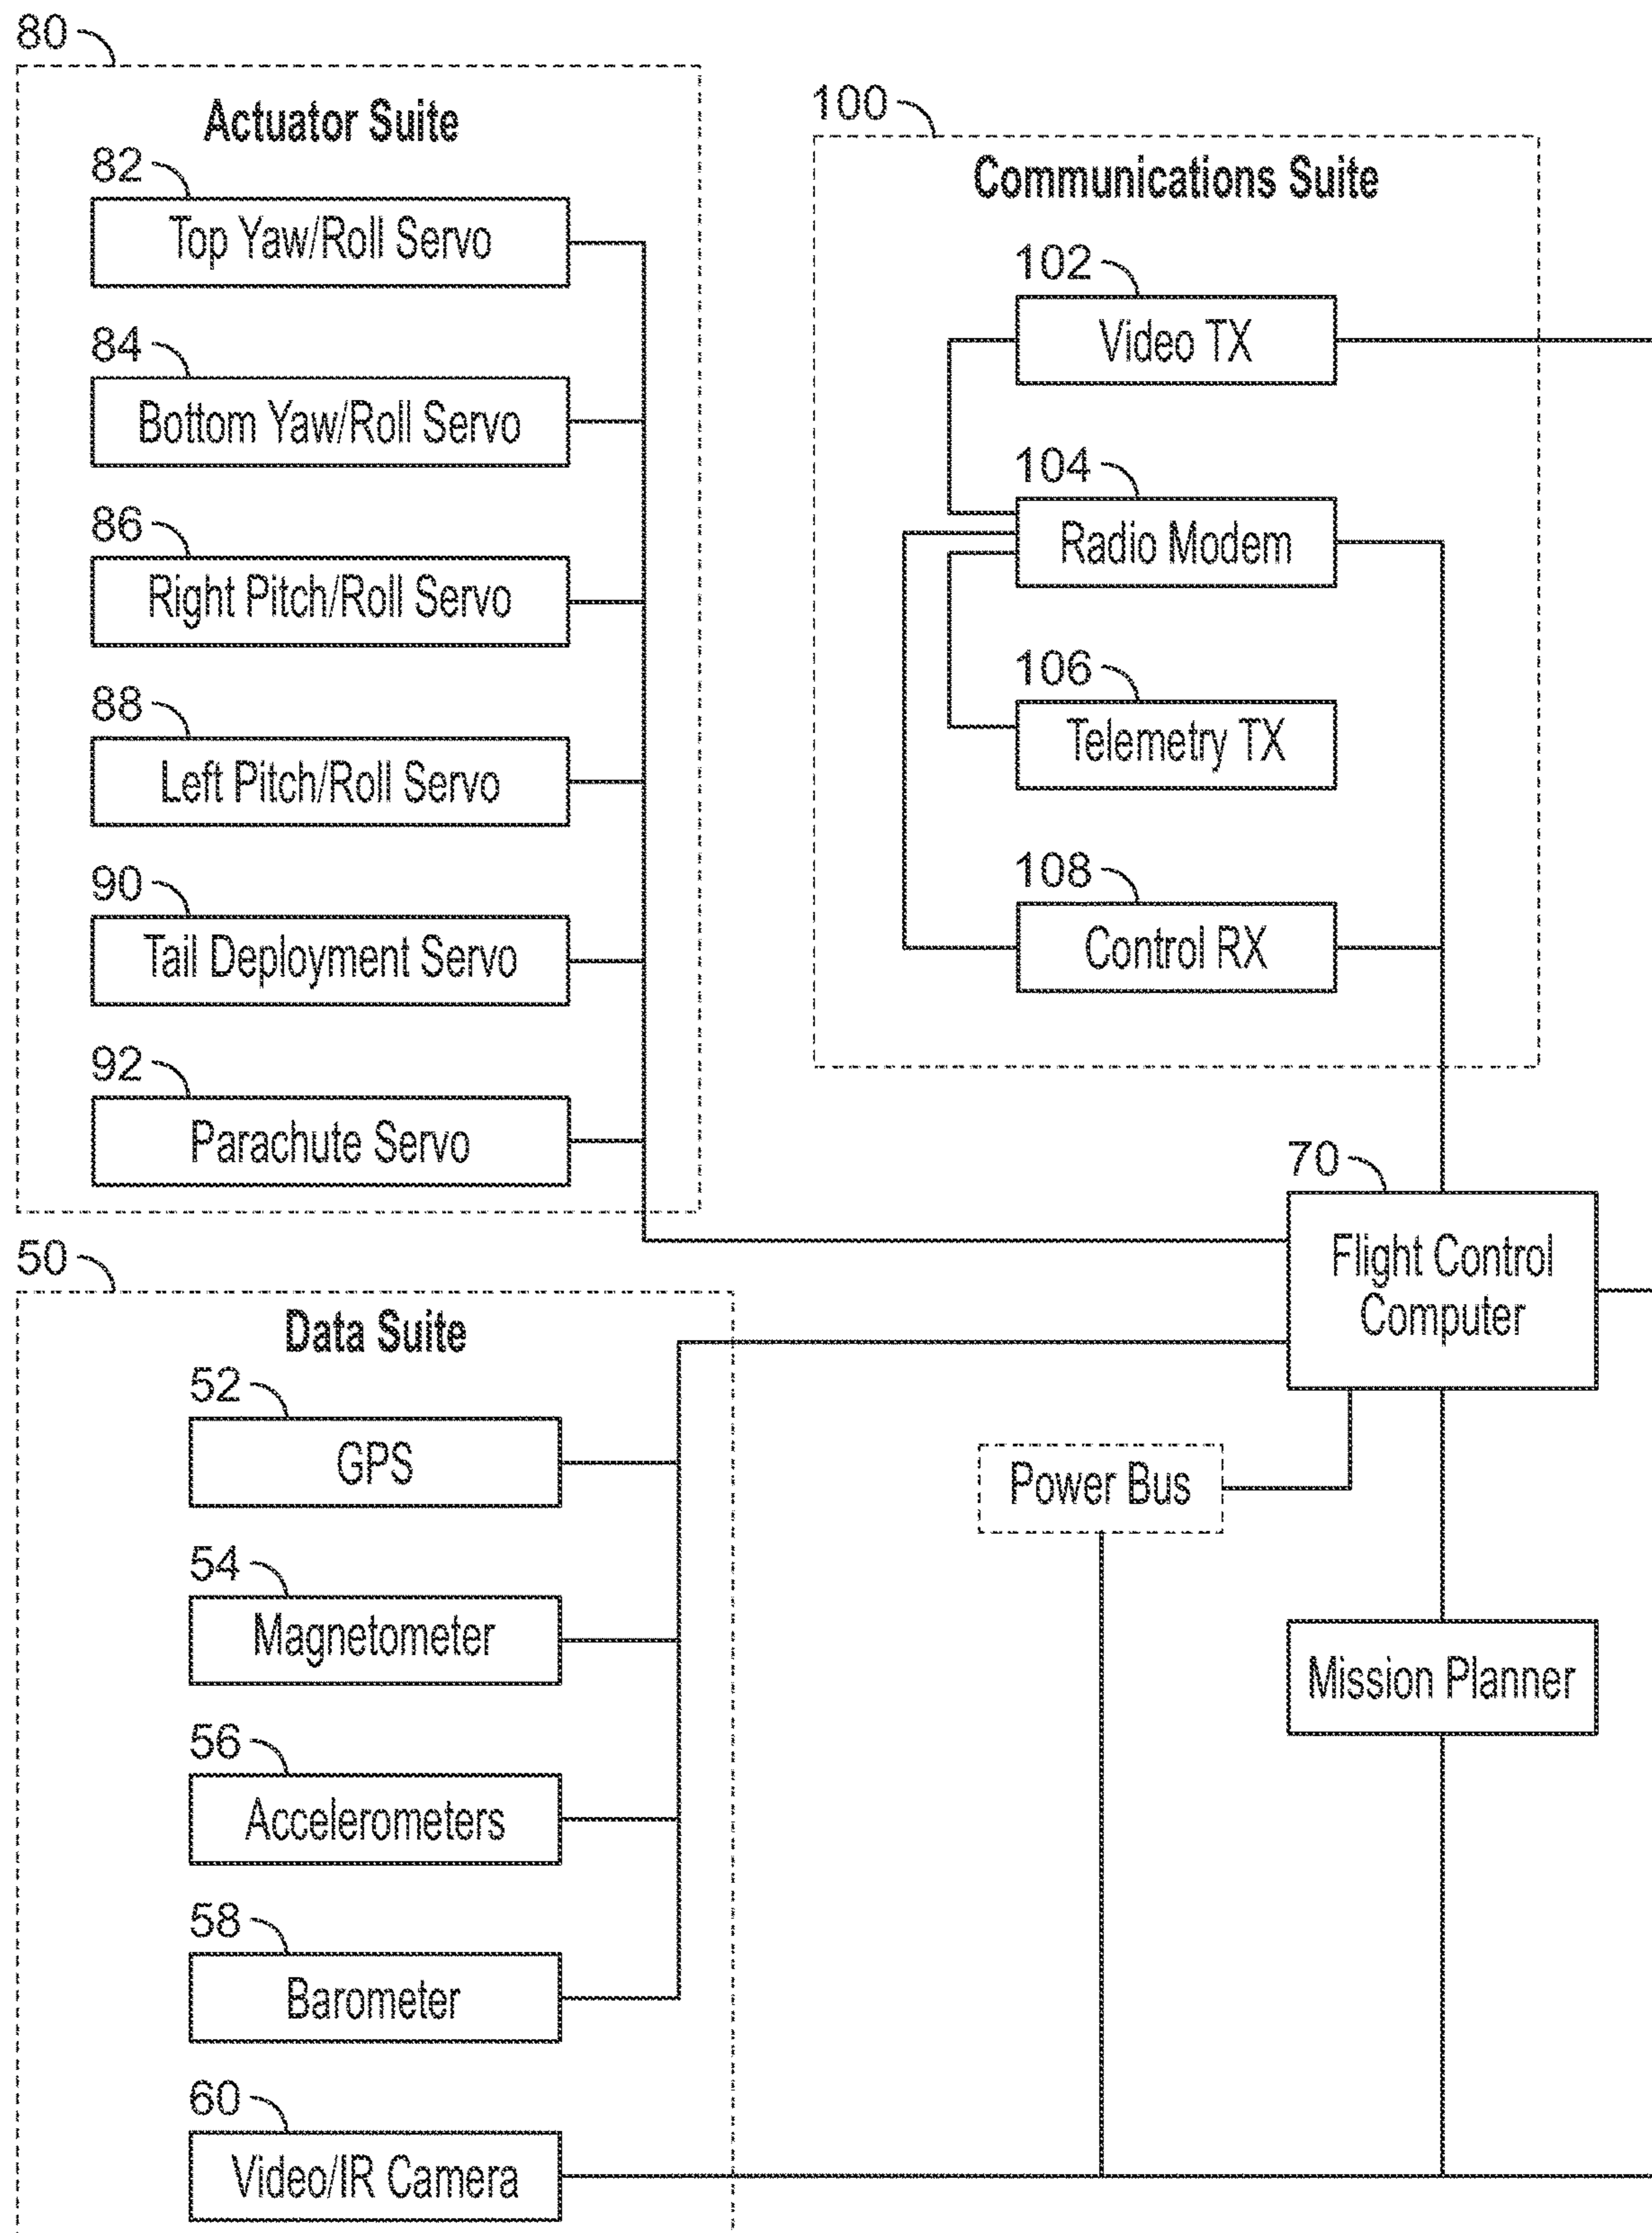 80
Actuator Suite
82
Top Yaw/Roll Servo
84
Bottom Yaw/Roll Servo
86
Right Pitch/Roll Servo
88
Left Pitch/Roll Servo
90
Tail Deployment Servo
92
Parachute Servo
100
Communications Suite
102
Video TX
104
Radio Modem
106
Telemetry TX
108
Control RX
70
Flight Control
Computer
50
Data Suite
52
GPS
54
Magnetometer
56
Accelerometers
58
Barometer
60
Video/IR Camera
Power Bus
Mission Planner